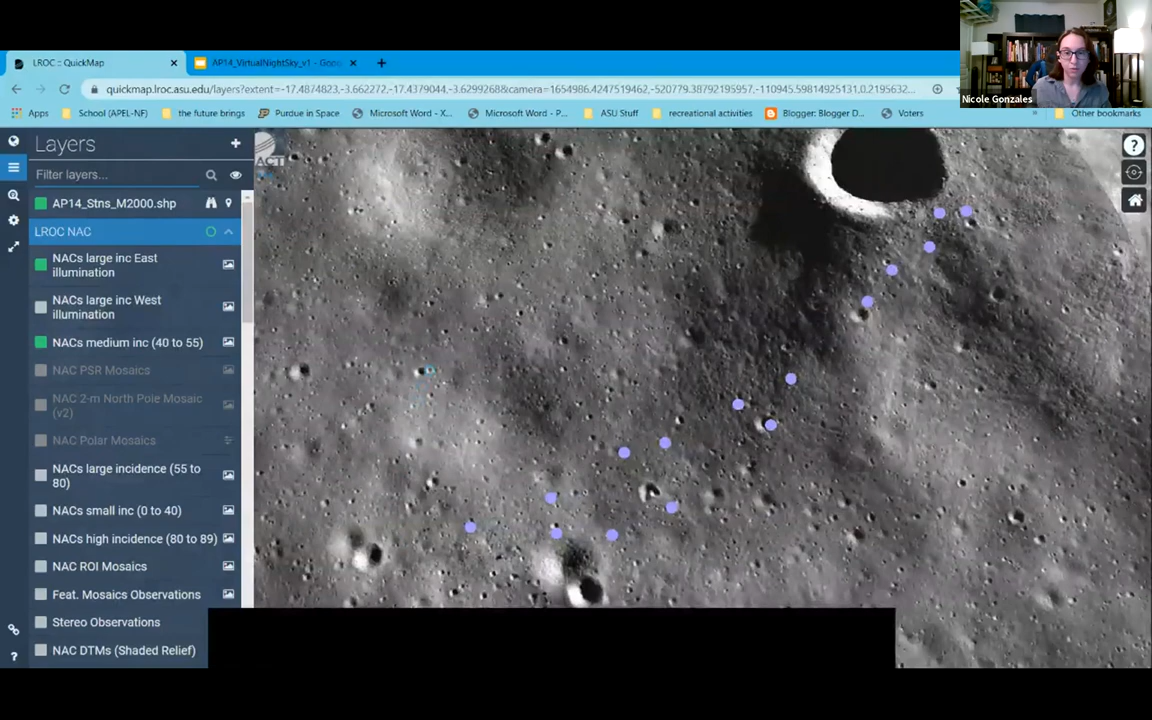 Nicole Gonzales
LROC :: QuickMap
AP14_VirtualNightSky_v1 - Goo
quickmap.lroc.asu.edu/layers?extent=-17.4874823,-3.662272,-17.4379044,-3.6299268&camera=1654986.4247519462,-520779.38792195957,-110945.59814925131,0.2195632...
Apps
School (APEL-NF)
the future brings
Purdue in Space
Microsoft Word - X...
Microsoft Word - P...
ASU Stuff
recreational activities
Blogger: Blogger D...
Voters
»
Other bookmarks
Layers
+
ACT
?
Filter layers...
AP14_Stns_M2000.shp
LROC NAC
NACs large inc East
illumination
NACs large inc West
illumination
NACs medium inc (40 to 55)
NAC PSR Mosaics
NAC 2-m North Pole Mosaic
(v2)
NAC Polar Mosaics
NACs large incidence (55 to
80)
NACs small inc (0 to 40)
NACs high incidence (80 to 89)
NAC ROI Mosaics
Feat. Mosaics Observations
Stereo Observations
NAC DTMs (Shaded Relief)
?